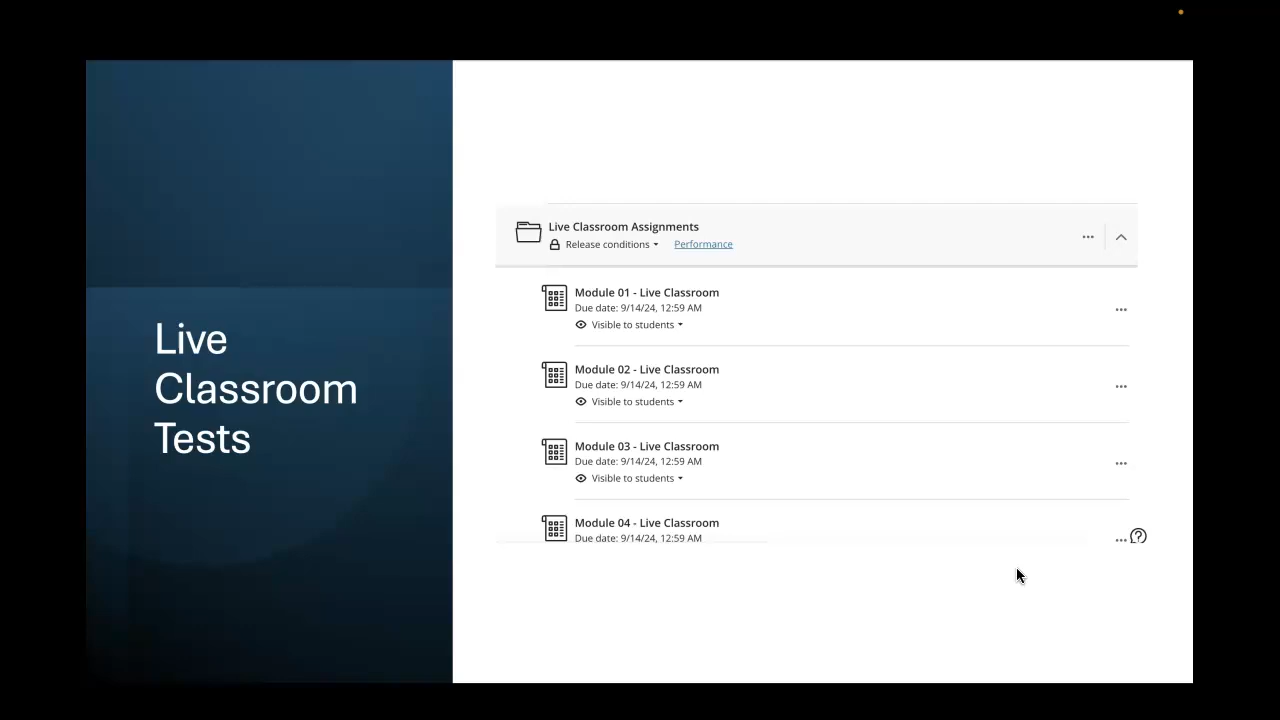 Live
Classroom
Tests
Live Classroom Assignments
Release conditions Performance
Module 01 - Live Classroom
Due date: 9/14/24, 12:59 AM
Visible to students
Module 02 - Live Classroom
Due date: 9/14/24, 12:59 AM
Visible to students
Module 03 - Live Classroom
Due date: 9/14/24, 12:59 AM
Visible to students
Module 04 - Live Classroom
Due date: 9/14/24, 12:59 AM